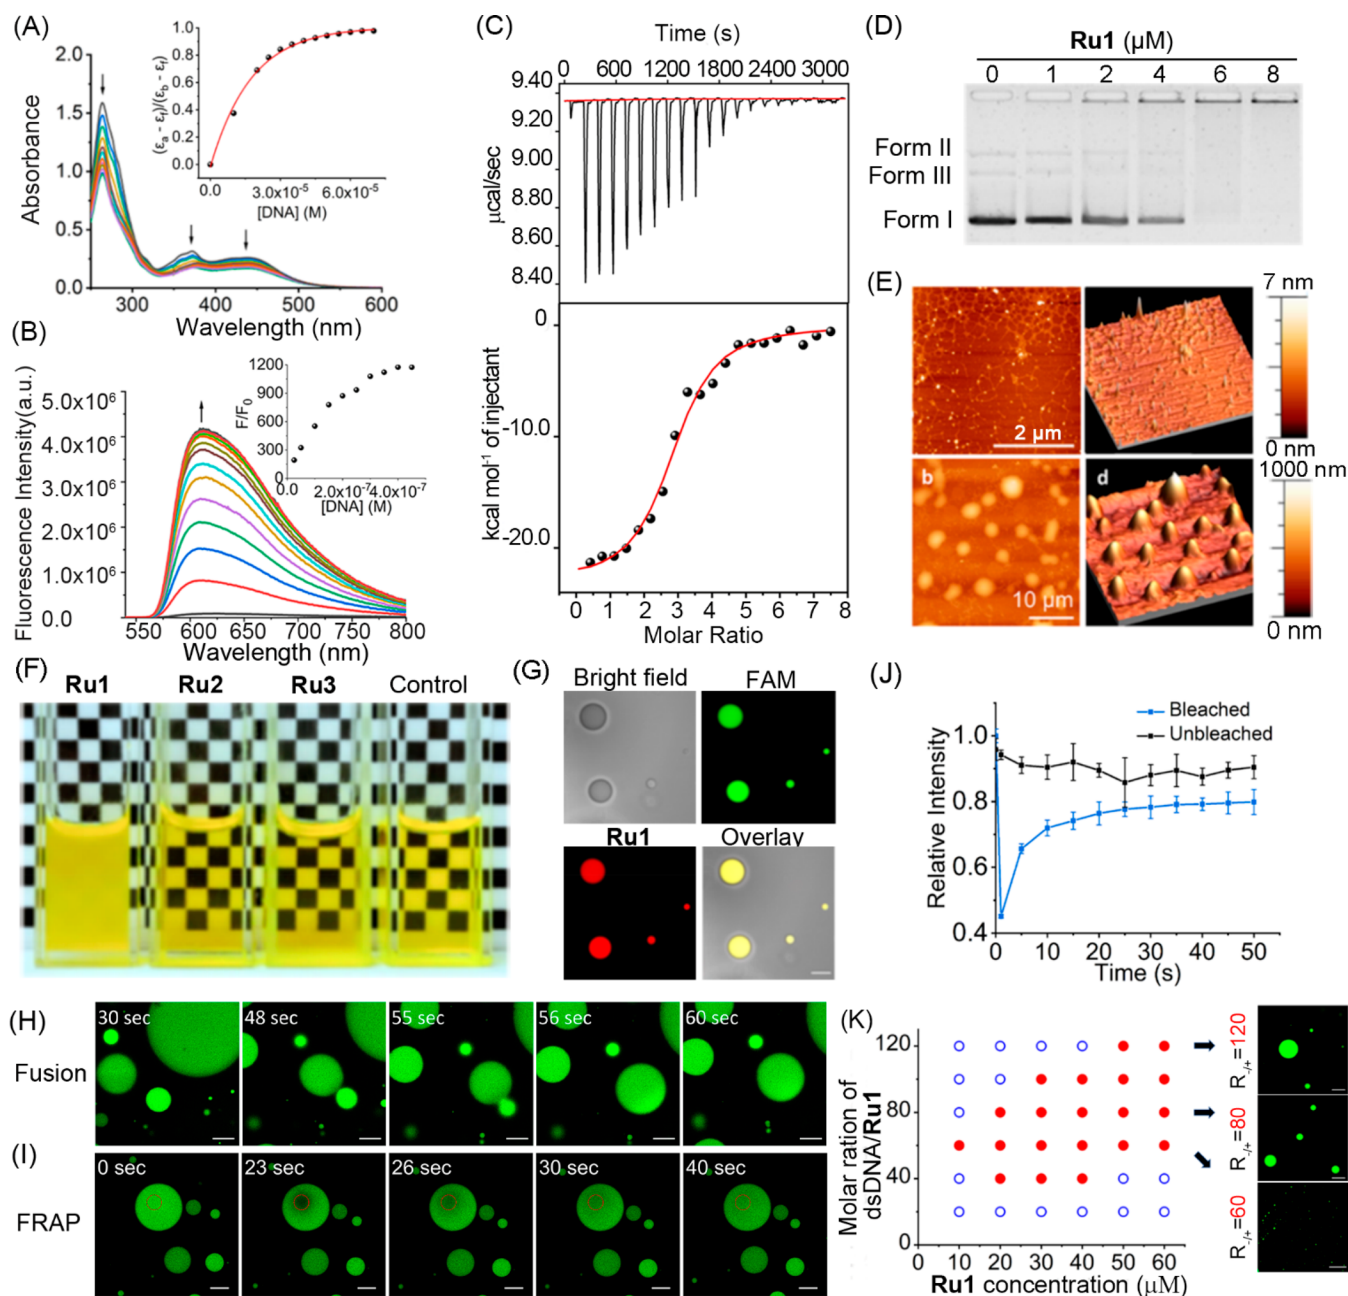 (A)
Absorbance
2.0
1.5
1.0
0.5
0.0
300
400
500
600
Wavelength (nm)
(εa - εf)/(εb - εf)
1.0
0.8
0.6
0.4
0.2
0.0
0.0
3.0x10-5
6.0x10-5
[DNA] (M)
(B)
Fluorescence Intensity(a.u.)
5.0x10⁶
4.0x10⁶
3.0x10⁶
2.0x10⁶
1.0x10⁶
0.0
550
600
650
700
750
800
Wavelength (nm)
F/F0
1200
900
600
300
0
0.0
2.0x10-7
4.0x10-7
[DNA] (M)
(C)
Time (s)
0 600 1200 1800 2400 3000
μcal/sec
9.40
9.20
9.00
8.80
8.60
8.40
kcal mol-1 of injectant
0
-10.0
-20.0
0 1 2 3 4 5 6 7 8
Molar Ratio
(D)
Ru1 (μM)
0 1 2 4 6 8
Form II
Form III
Form I
(E)
2 μm
7 nm
0 nm
b
10 μm
d
1000 nm
0 nm
(F)
Ru1 Ru2 Ru3 Control
(G)
Bright field
FAM
Ru1
Overlay
(J)
Relative Intensity
1.0
0.8
0.6
0.4
Bleached
Unbleached
0 10 20 30 40 50
Time (s)
(H)
Fusion
30 sec
48 sec
55 sec
56 sec
60 sec
(I)
FRAP
0 sec
23 sec
26 sec
30 sec
40 sec
(K)
Molar ration of
dsDNA/Ru1
120
100
80
60
40
20
0
0 10 20 30 40 50 60
Ru1 concentration (μM)
R-/+=120
R-/+=80
R-/+=60